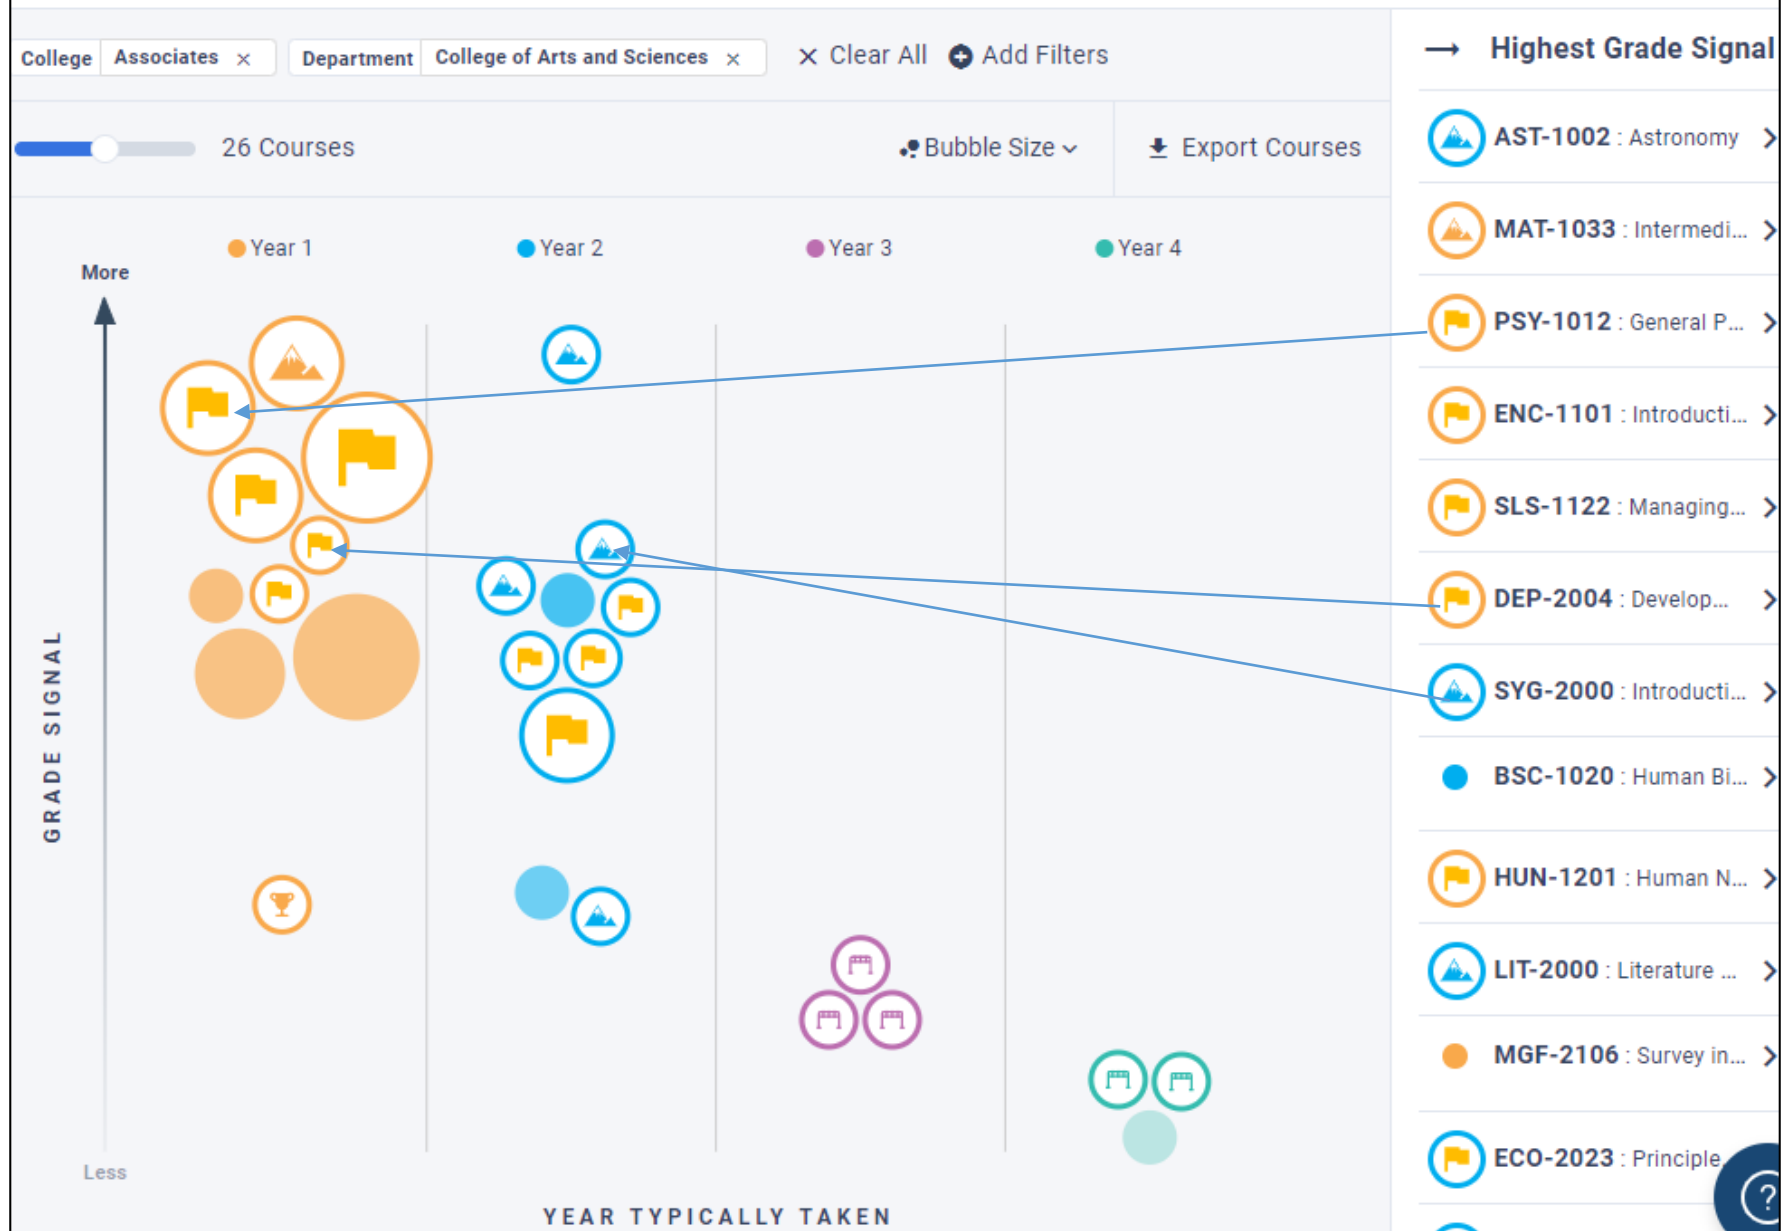 College Associates × Department College of Arts and Sciences × × Clear All Add Filters
26 Courses Bubble Size Export Courses
Year 1 Year 2 Year 3 Year 4
More
GRADE SIGNAL
Less
YEAR TYPICALLY TAKEN
→ Highest Grade Signal
AST-1002 : Astronomy
MAT-1033 : Intermedi...
PSY-1012 : General P...
ENC-1101 : Introducti...
SLS-1122 : Managing...
DEP-2004 : Develop...
SYG-2000 : Introducti...
BSC-1020 : Human Bi...
HUN-1201 : Human N...
LIT-2000 : Literature ...
MGF-2106 : Survey in...
ECO-2023 : Principle
?